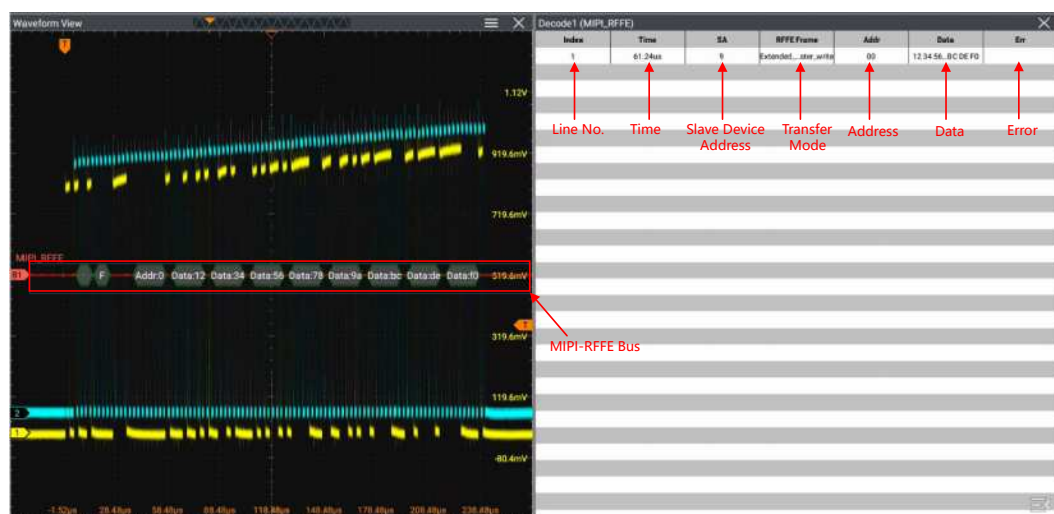 Waveform View
Decode1 (MIPI_RFFE)
Index Time SA RFFE Frame Addr Data Err
1 61.24us 9 Extended,...ster_write 00 12 34 56...BC DE F0
Line No. Time Slave Device Address Transfer Mode Address Data Error
T
1.12V
919.6mV
719.6mV
MIPI_RFFE
B1 F Addr:0 Data:12 Data:34 Data:56 Data:78 Data:9a Data:bc Data:de Data:f0 519.6mV
T
319.6mV
MIPI-RFFE Bus
119.6mV
2
1
-80.4mV
-1.52μs 28.48μs 58.48μs 88.48μs 118.48μs 148.48μs 178.48μs 208.48μs 238.48μs